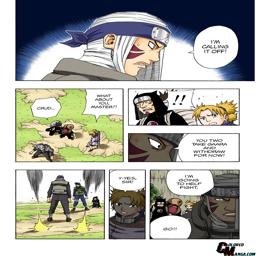 I'M
CALLING
IT OFF!
WHAT
ABOUT
YOU,
MASTER?!
CRUD...
!!
YOU TWO
TAKE GAARA
AND
WITHDRAW
FOR NOW!
Y-YES,
SIR!
I'M
GOING TO
HELP
FIGHT.
GO!!
COLORED
MANGA.COM